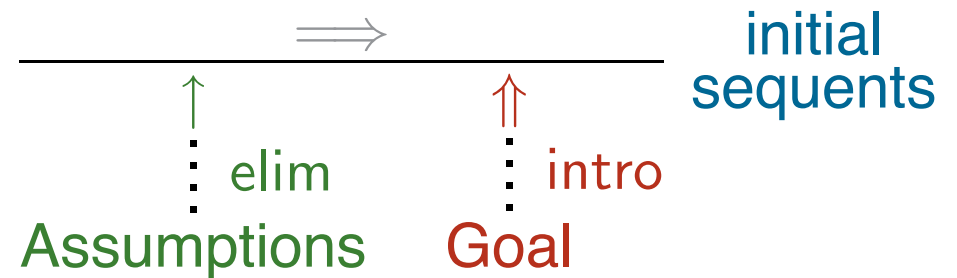 initial
sequents
elim
intro
Assumptions
Goal